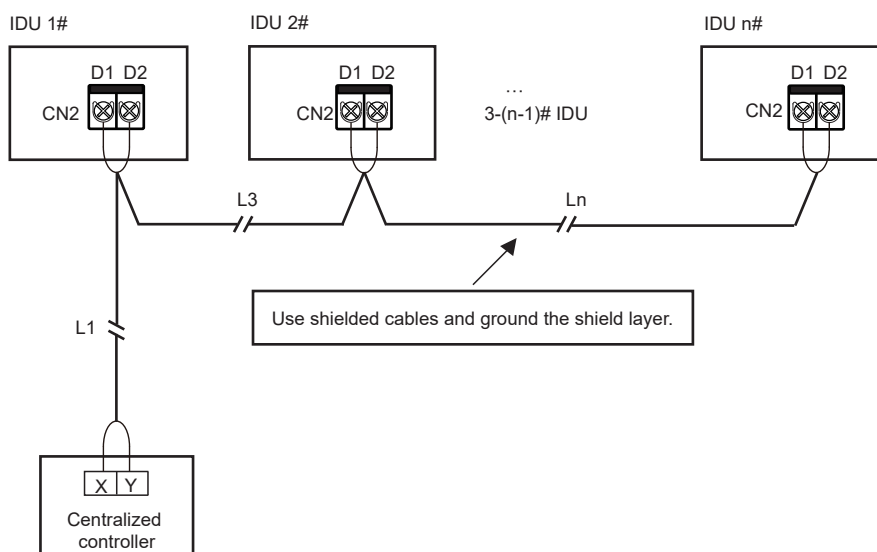 IDU 1#
IDU 2#
IDU n#
D1 D2
D1 D2
D1 D2
CN2
CN2
CN2
...
3-(n-1)# IDU
L3
Ln
Use shielded cables and ground the shield layer.
L1
X Y
Centralized
controller